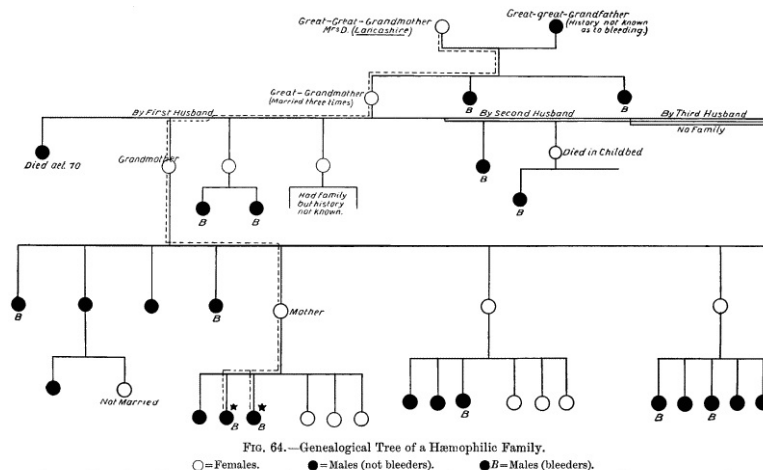 Great-Great-Grandmother
Mrs D. (Lancashire)
Great-great-Grandfather
(History not known
as to bleeding.)
Great-Grandmother
(Married three times)
B
B
By First Husband
By Second Husband
By Third Husband
No Family
Died aet. 70
Grandmother
B
Died in Childbed
B
B
Had family
but history
not known.
B
B
B
Mother
Not Married
B
B
B
B
B
B
FIG. 64.—Genealogical Tree of a Hæmophilic Family.
=Females.
=Males (not bleeders).
B=Males (bleeders).